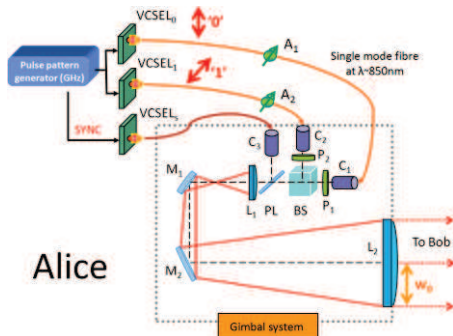 VCSEL0
'0'
Pulse pattern
generator (GHz)
VCSEL1
'1'
A1
Single mode fibre
at λ~850nm
SYNC
VCSELs
A2
C3
C2
P2
C1
M1
L1
PL
BS
P1
L2
To Bob
M2
W0
Alice
Gimbal system